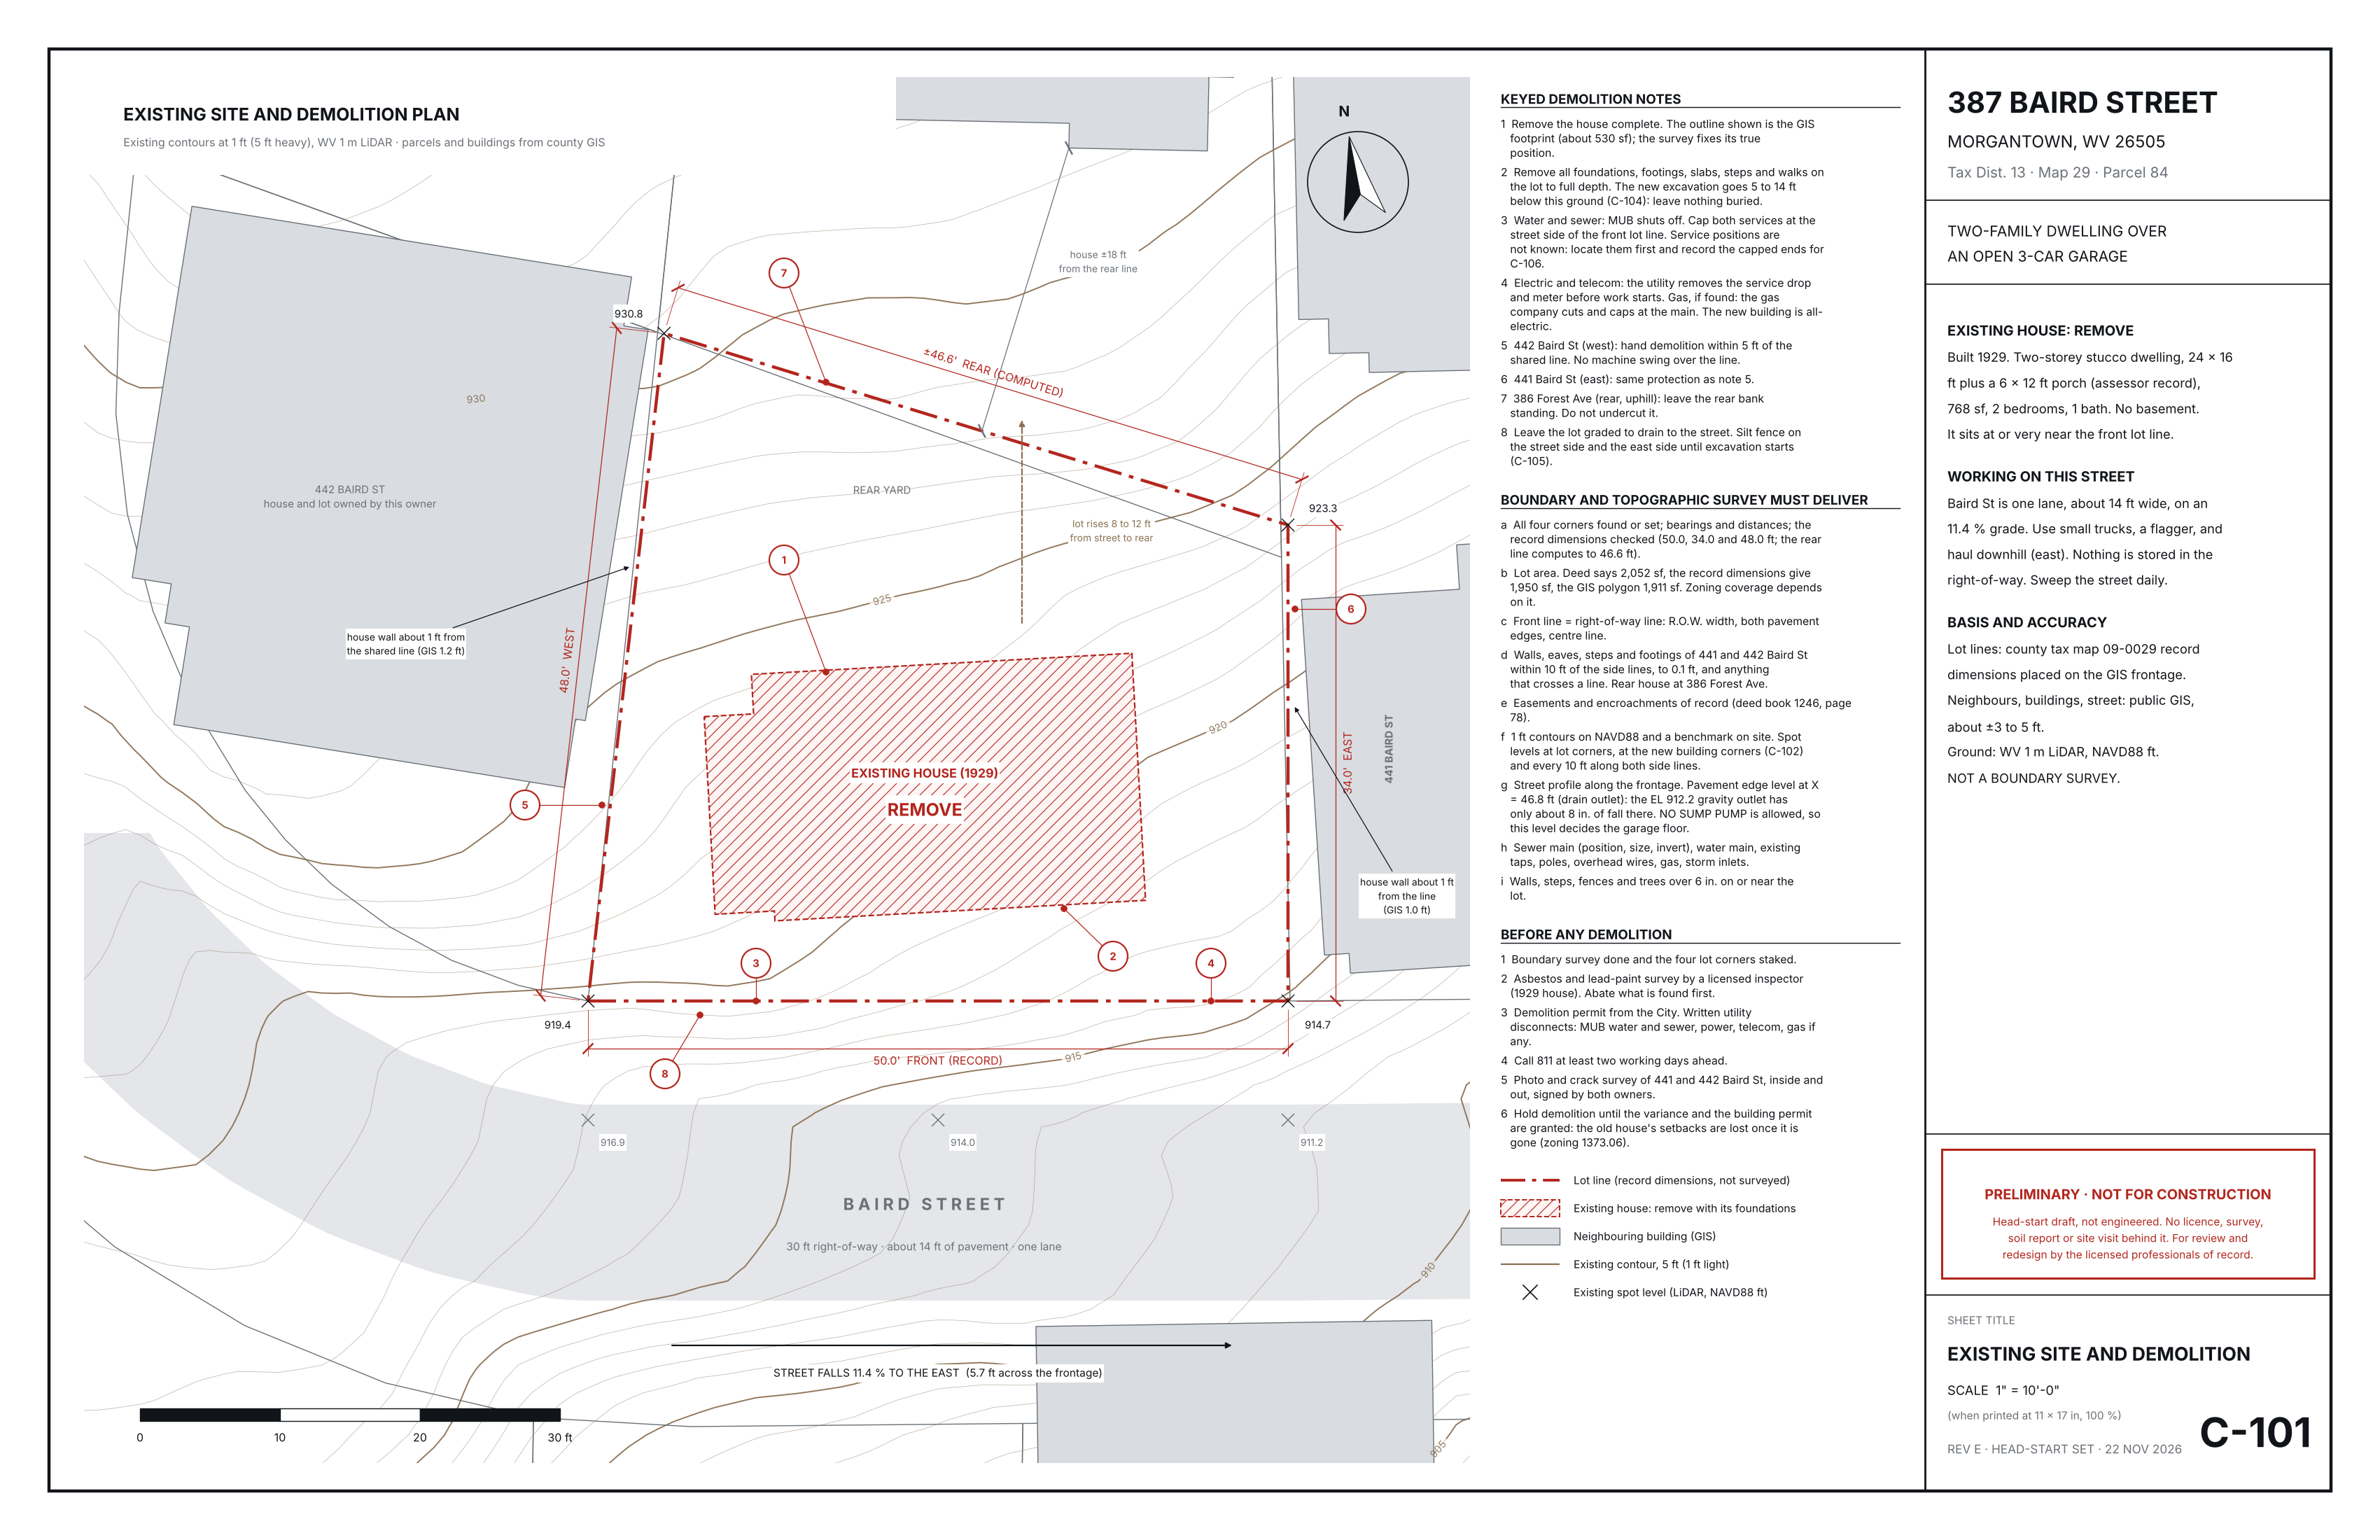 EXISTING SITE AND DEMOLITION PLAN
Existing contours at 1 ft (5 ft heavy), WV 1 m LiDAR · parcels and buildings from county GIS
N
7
house ±18 ft
from the rear line
930.8
±46.6' REAR (COMPUTED)
930
442 BAIRD ST
house and lot owned by this owner
REAR YARD
923.3
lot rises 8 to 12 ft
from street to rear
1
925
6
house wall about 1 ft from
the shared line (GIS 1.2 ft)
48.0' WEST
920
34.0' EAST
441 BAIRD ST
EXISTING HOUSE (1929)
REMOVE
5
house wall about 1 ft
from the line
(GIS 1.0 ft)
3
2
4
919.4
914.7
50.0' FRONT (RECORD)
915
8
916.9
914.0
911.2
BAIRD STREET
30 ft right-of-way · about 14 ft of pavement · one lane
910
STREET FALLS 11.4 % TO THE EAST (5.7 ft across the frontage)
905
0
10
20
30 ft
KEYED DEMOLITION NOTES
1 Remove the house complete. The outline shown is the GIS
footprint (about 530 sf); the survey fixes its true
position.
2 Remove all foundations, footings, slabs, steps and walks on
the lot to full depth. The new excavation goes 5 to 14 ft
below this ground (C-104): leave nothing buried.
3 Water and sewer: MUB shuts off. Cap both services at the
street side of the front lot line. Service positions are
not known: locate them first and record the capped ends for
C-106.
4 Electric and telecom: the utility removes the service drop
and meter before work starts. Gas, if found: the gas
company cuts and caps at the main. The new building is all-
electric.
5 442 Baird St (west): hand demolition within 5 ft of the
shared line. No machine swing over the line.
6 441 Baird St (east): same protection as note 5.
7 386 Forest Ave (rear, uphill): leave the rear bank
standing. Do not undercut it.
8 Leave the lot graded to drain to the street. Silt fence on
the street side and the east side until excavation starts
(C-105).
BOUNDARY AND TOPOGRAPHIC SURVEY MUST DELIVER
a All four corners found or set; bearings and distances; the
record dimensions checked (50.0, 34.0 and 48.0 ft; the rear
line computes to 46.6 ft).
b Lot area. Deed says 2,052 sf, the record dimensions give
1,950 sf, the GIS polygon 1,911 sf. Zoning coverage depends
on it.
c Front line = right-of-way line: R.O.W. width, both pavement
edges, centre line.
d Walls, eaves, steps and footings of 441 and 442 Baird St
within 10 ft of the side lines, to 0.1 ft, and anything
that crosses a line. Rear house at 386 Forest Ave.
e Easements and encroachments of record (deed book 1246, page
78).
f 1 ft contours on NAVD88 and a benchmark on site. Spot
levels at lot corners, at the new building corners (C-102)
and every 10 ft along both side lines.
g Street profile along the frontage. Pavement edge level at X
= 46.8 ft (drain outlet): the EL 912.2 gravity outlet has
only about 8 in. of fall there. NO SUMP PUMP is allowed, so
this level decides the garage floor.
h Sewer main (position, size, invert), water main, existing
taps, poles, overhead wires, gas, storm inlets.
i Walls, steps, fences and trees over 6 in. on or near the
lot.
BEFORE ANY DEMOLITION
1 Boundary survey done and the four lot corners staked.
2 Asbestos and lead-paint survey by a licensed inspector
(1929 house). Abate what is found first.
3 Demolition permit from the City. Written utility
disconnects: MUB water and sewer, power, telecom, gas if
any.
4 Call 811 at least two working days ahead.
5 Photo and crack survey of 441 and 442 Baird St, inside and
out, signed by both owners.
6 Hold demolition until the variance and the building permit
are granted: the old house's setbacks are lost once it is
gone (zoning 1373.06).
Lot line (record dimensions, not surveyed)
Existing house: remove with its foundations
Neighbouring building (GIS)
Existing contour, 5 ft (1 ft light)
Existing spot level (LiDAR, NAVD88 ft)
387 BAIRD STREET
MORGANTOWN, WV 26505
Tax Dist. 13 · Map 29 · Parcel 84
TWO-FAMILY DWELLING OVER
AN OPEN 3-CAR GARAGE
EXISTING HOUSE: REMOVE
Built 1929. Two-storey stucco dwelling, 24 × 16
ft plus a 6 × 12 ft porch (assessor record),
768 sf, 2 bedrooms, 1 bath. No basement.
It sits at or very near the front lot line.
WORKING ON THIS STREET
Baird St is one lane, about 14 ft wide, on an
11.4 % grade. Use small trucks, a flagger, and
haul downhill (east). Nothing is stored in the
right-of-way. Sweep the street daily.
BASIS AND ACCURACY
Lot lines: county tax map 09-0029 record
dimensions placed on the GIS frontage.
Neighbours, buildings, street: public GIS,
about ±3 to 5 ft.
Ground: WV 1 m LiDAR, NAVD88 ft.
NOT A BOUNDARY SURVEY.
PRELIMINARY · NOT FOR CONSTRUCTION
Head-start draft, not engineered. No licence, survey,
soil report or site visit behind it. For review and
redesign by the licensed professionals of record.
SHEET TITLE
EXISTING SITE AND DEMOLITION
SCALE 1" = 10'-0"
(when printed at 11 × 17 in, 100 %)
REV E · HEAD-START SET · 22 NOV 2026
C-101